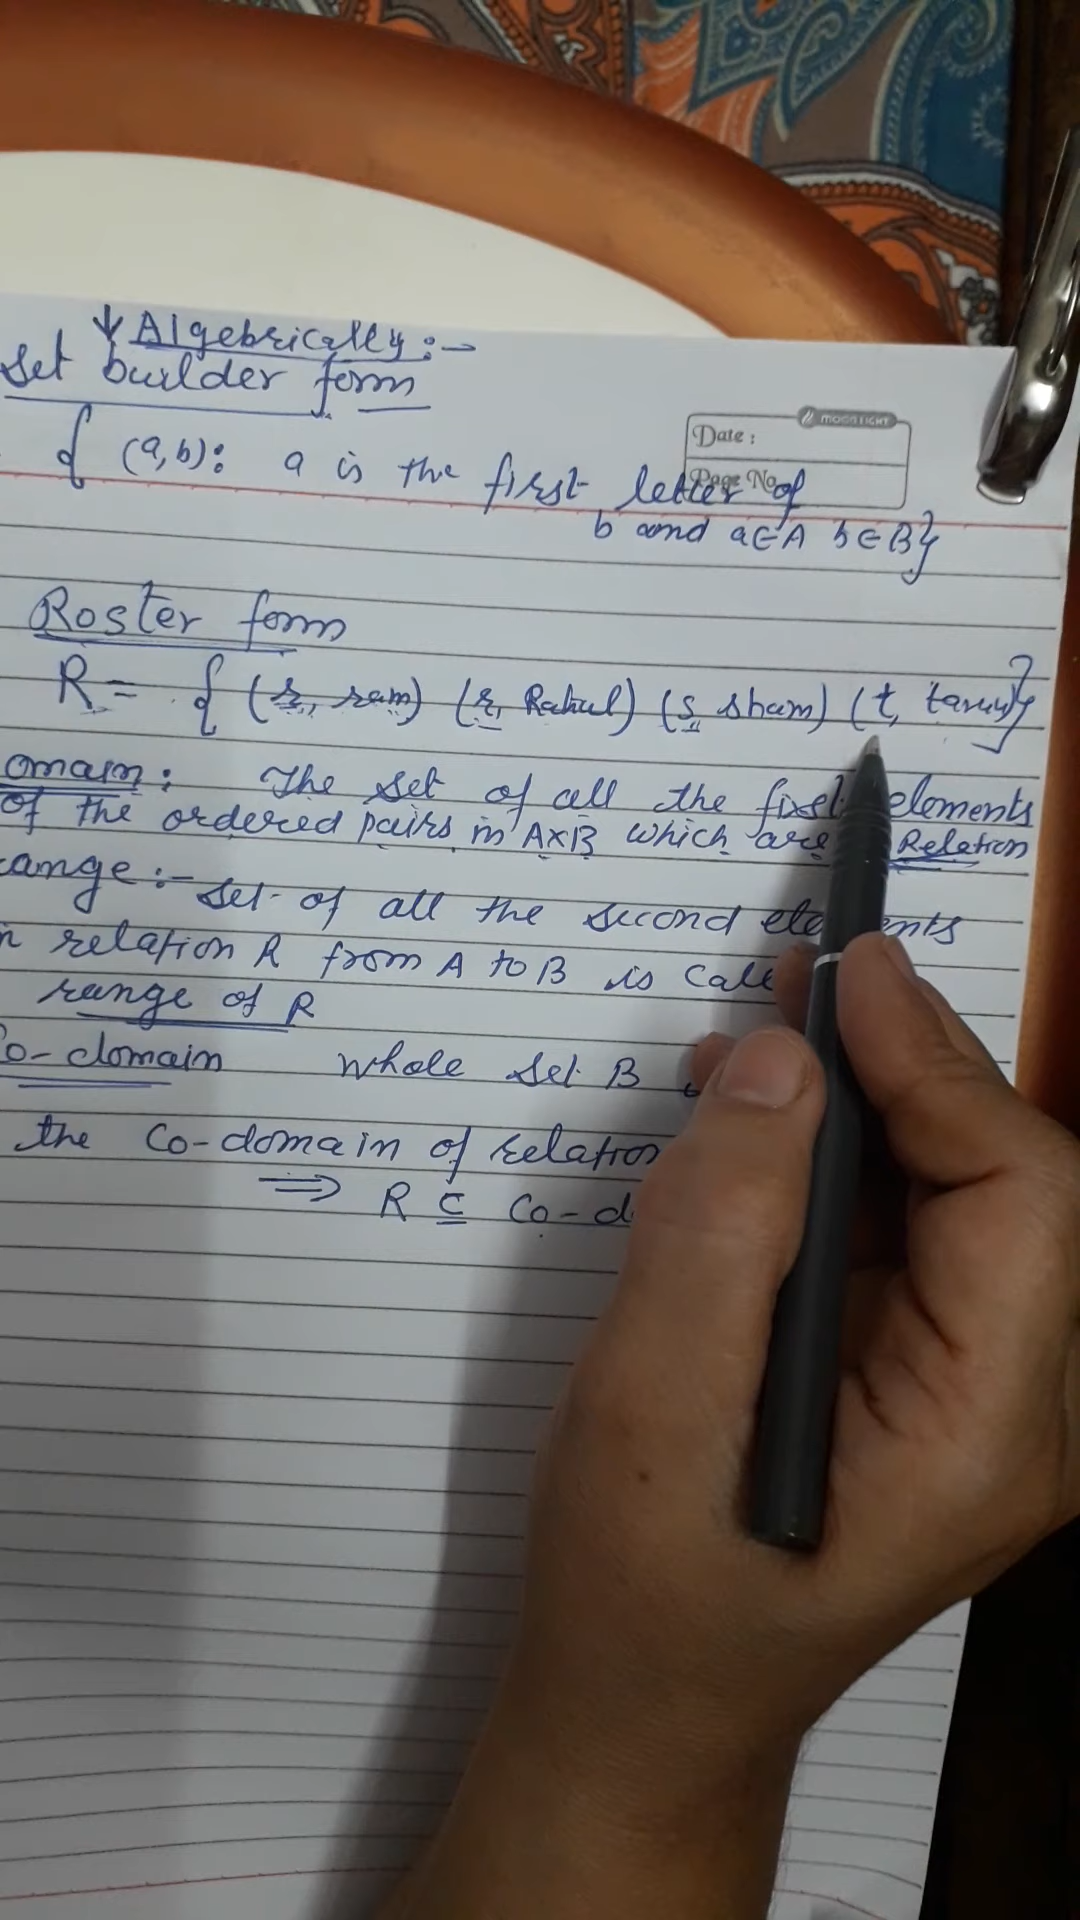 ↓ Algebrically:-
Set builder form
MOONLIGHT
Date :
Page No.
{ (a,b): a is the first letter of
b and a∈A b∈B}
Roster form
R = { (r, ram) (r, Rahul) (s, sham) (t, tarun)}
omain: The set of all the first elements
of the ordered pairs in A×B which are Relation
ange:- Set of all the second ele nts
n relation R from A to B is call
range of R
Co-domain whole set B
the Co-domain of relation
⇒ R ⊆ Co-d